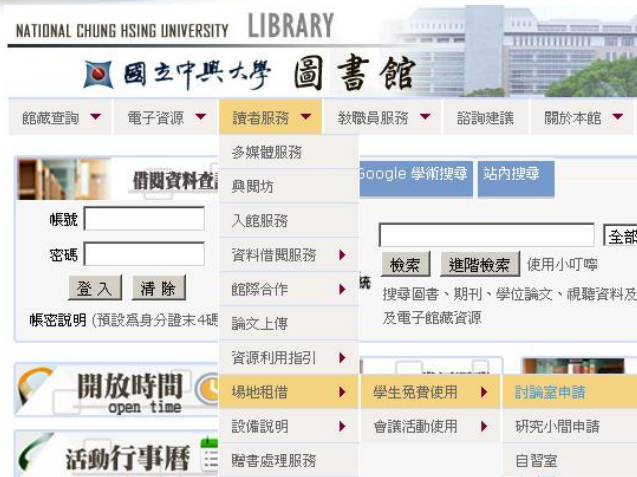 NATIONAL CHUNG HSING UNIVERSITY LIBRARY
國立中興大學 圖書館
館藏查詢 電子資源 讀者服務 教職員服務 諮詢建議 關於本館
多媒體服務
借閱資料查 興閱坊 Google 學術搜尋 站內搜尋
帳號 入館服務
全部
密碼 資料借閱服務 檢索 進階檢索 使用小叮嚀
登入 清除 館際合作 統 搜尋圖書、期刊、學位論文、視聽資料及
帳密說明 (預設為身分證末4碼 論文上傳 及電子館藏資源
資源利用指引
開放時間 場地租借 學生免費使用 討論室申請
open time
設備說明 會議活動使用 研究小間申請
活動行事曆 贈書處理服務 自習室